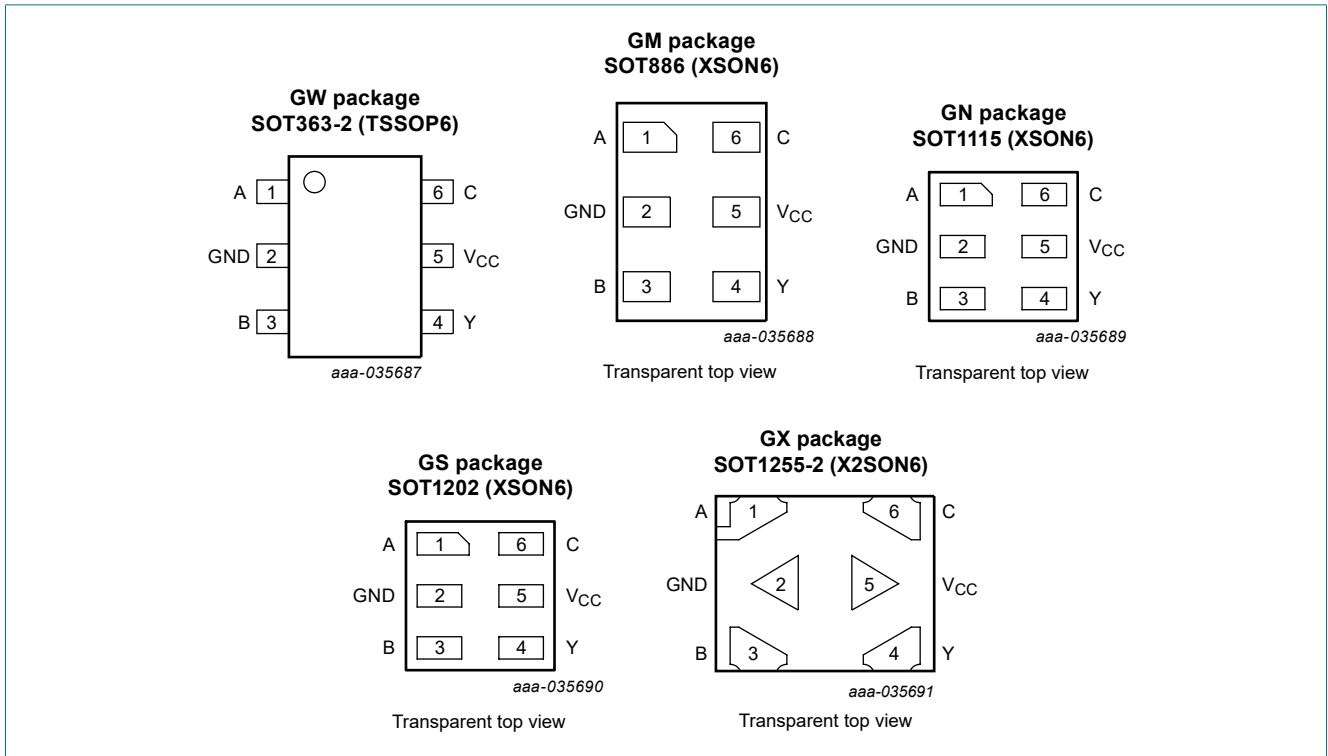 GW package
SOT363-2 (TSSOP6)
A 1
6 C
GND 2
5 VCC
B 3
4 Y
aaa-035687
GM package
SOT886 (XSON6)
A 1
6 C
GND 2
5 VCC
B 3
4 Y
aaa-035688
Transparent top view
GN package
SOT1115 (XSON6)
A 1
6 C
GND 2
5 VCC
B 3
4 Y
aaa-035689
Transparent top view
GS package
SOT1202 (XSON6)
A 1
6 C
GND 2
5 VCC
B 3
4 Y
aaa-035690
Transparent top view
GX package
SOT1255-2 (X2SON6)
A 1
6 C
GND 2
5 VCC
B 3
4 Y
aaa-035691
Transparent top view